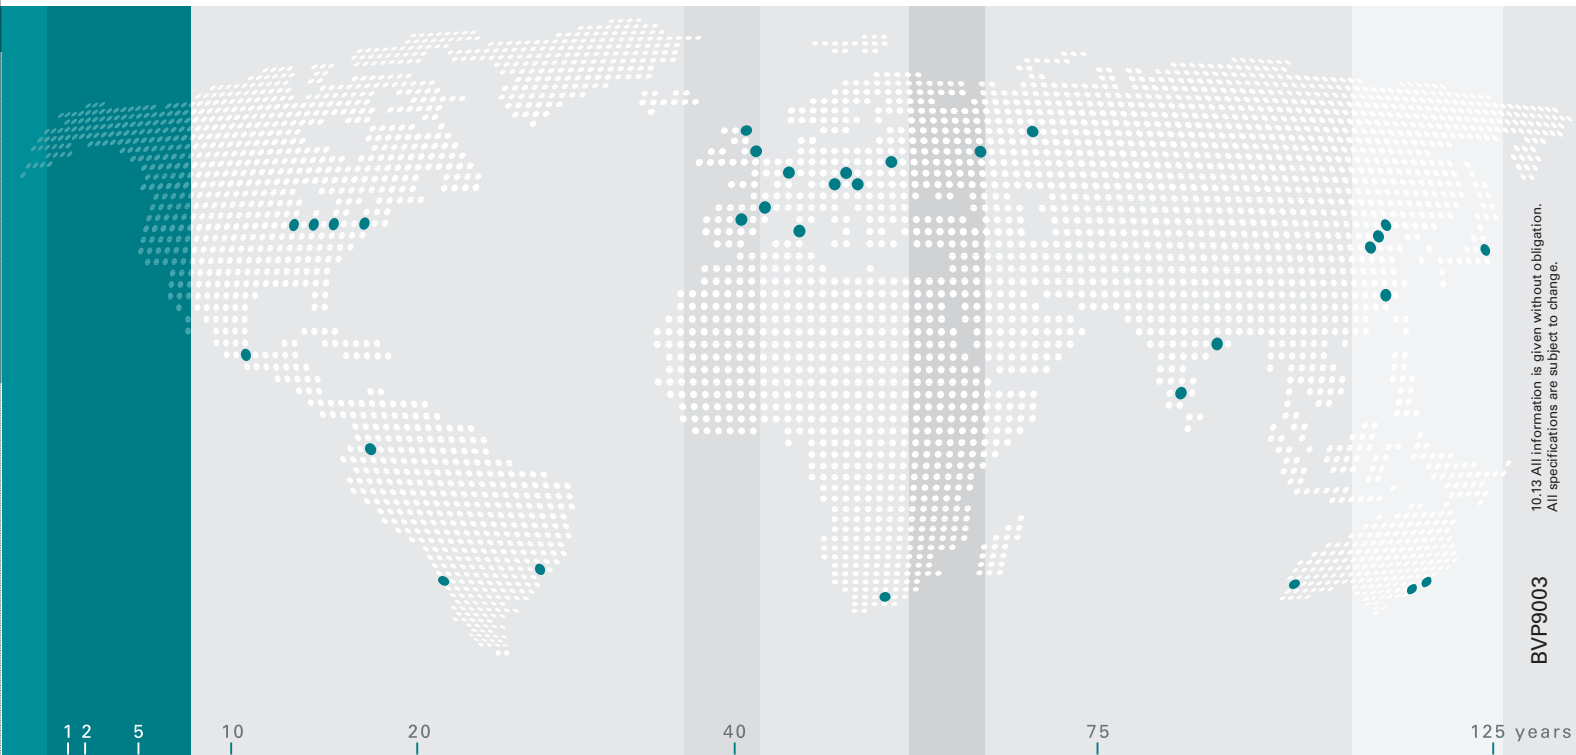 10.13 All information is given without obligation.
All specifications are subject to change.
BVP9003
1 2 5 10 20 40 75 125 years